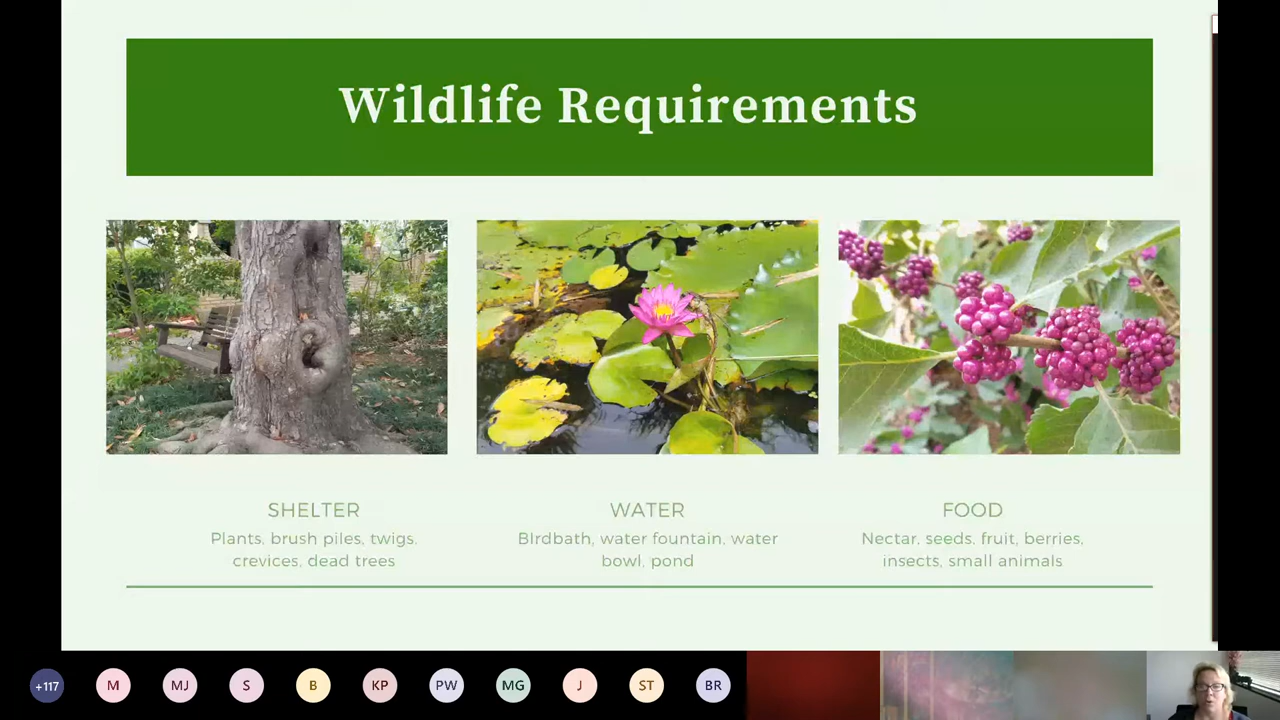 Wildlife Requirements
SHELTER
Plants, brush piles, twigs,
crevices, dead trees
WATER
BIrdbath, water fountain, water
bowl, pond
FOOD
Nectar, seeds, fruit, berries,
insects, small animals
+117 M MJ S B KP PW MG J ST BR